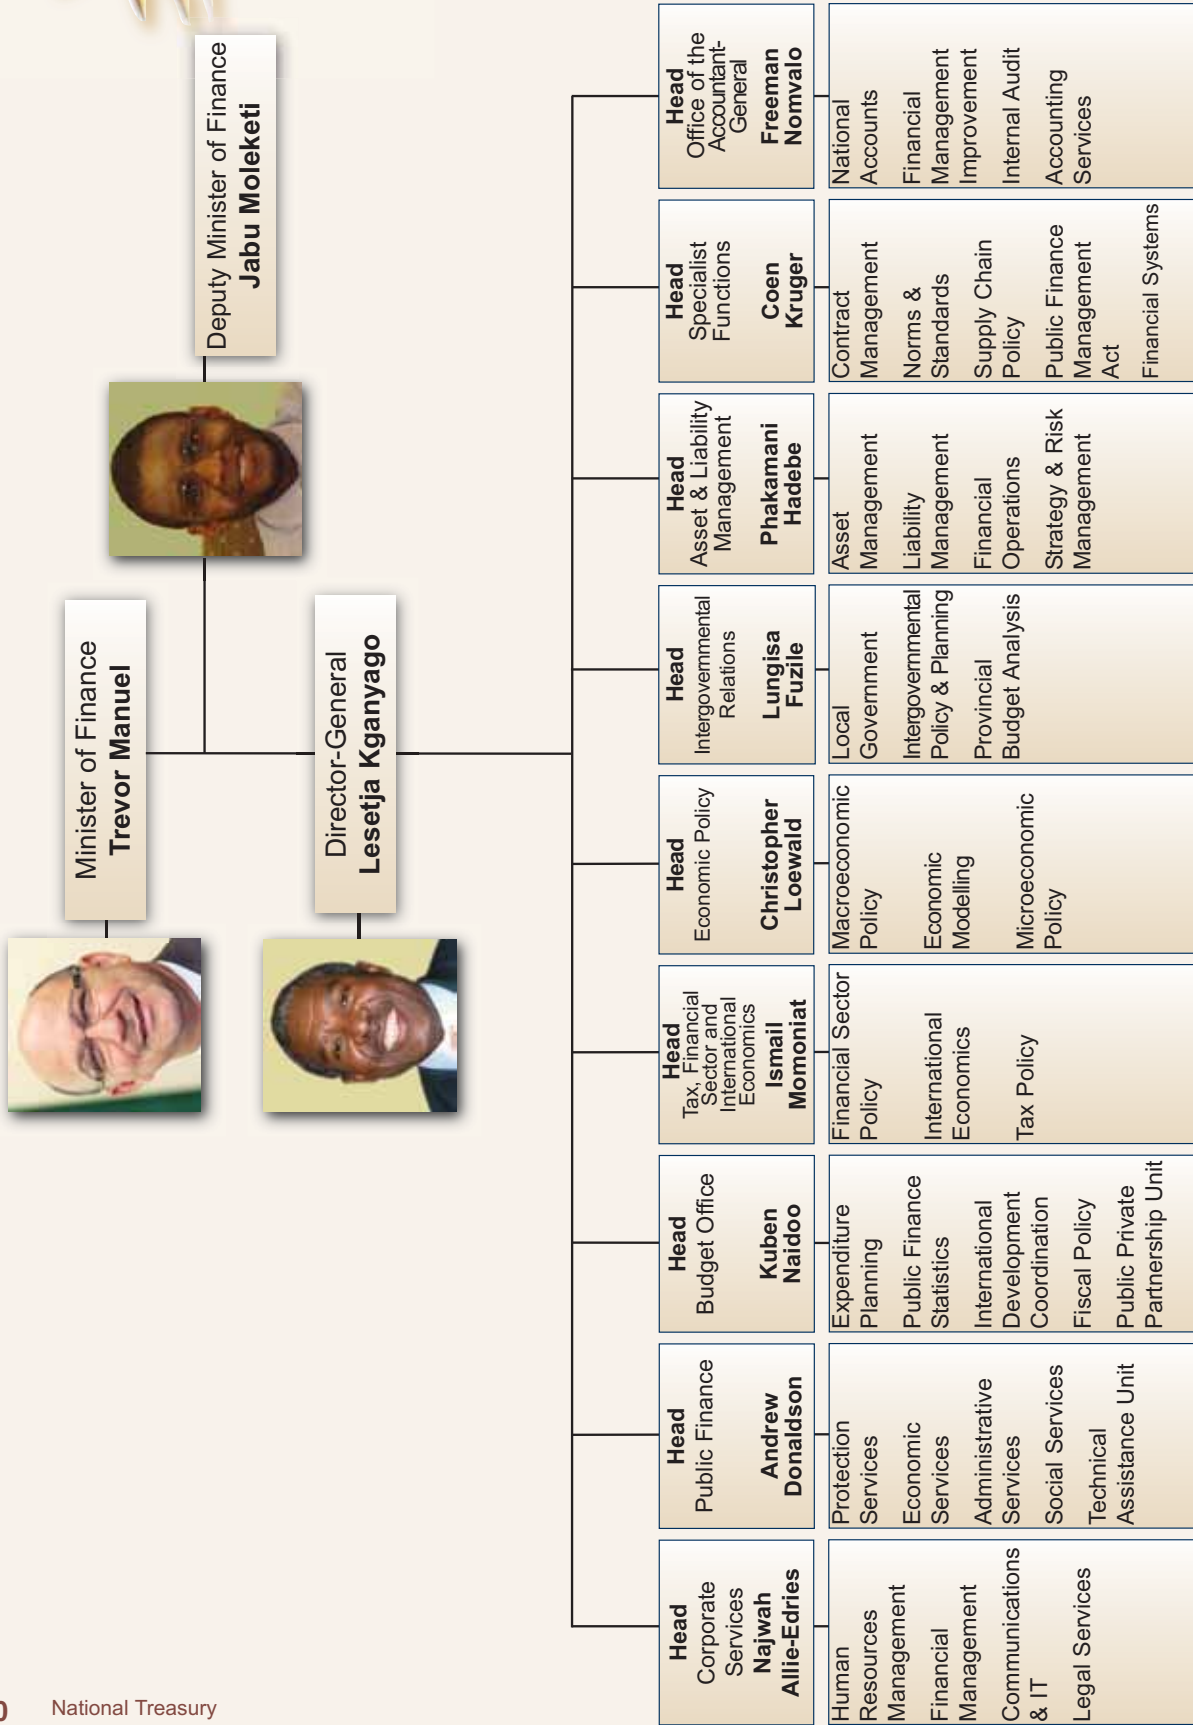 Minister of Finance
Trevor Manuel
Deputy Minister of Finance
Jabu Moleketi
Director-General
Lesetja Kganyago
Head
Corporate
Services
Najwah
Allie-Edries
Human
Resources
Management
Financial
Management
Communications
& IT
Legal Services
Head
Public Finance
Andrew
Donaldson
Protection
Services
Economic
Services
Administrative
Services
Social Services
Technical
Assistance Unit
Head
Budget Office
Kuben
Naidoo
Expenditure
Planning
Public Finance
Statistics
International
Development
Coordination
Fiscal Policy
Public Private
Partnership Unit
Head
Tax, Financial
Sector and
International
Economics
Ismail
Momoniat
Financial Sector
Policy
International
Economics
Tax Policy
Head
Economic Policy
Christopher
Loewald
Macroeconomic
Policy
Economic
Modelling
Microeconomic
Policy
Head
Intergovernmental
Relations
Lungisa
Fuzile
Local
Government
Intergovernmental
Policy & Planning
Provincial
Budget Analysis
Head
Asset & Liability
Management
Phakamani
Hadebe
Asset
Management
Liability
Management
Financial
Operations
Strategy & Risk
Management
Head
Specialist
Functions
Coen
Kruger
Contract
Management
Norms &
Standards
Supply Chain
Policy
Public Finance
Management
Act
Financial Systems
Head
Office of the
Accountant-
General
Freeman
Nomvalo
National
Accounts
Financial
Management
Improvement
Internal Audit
Accounting
Services
0 National Treasury